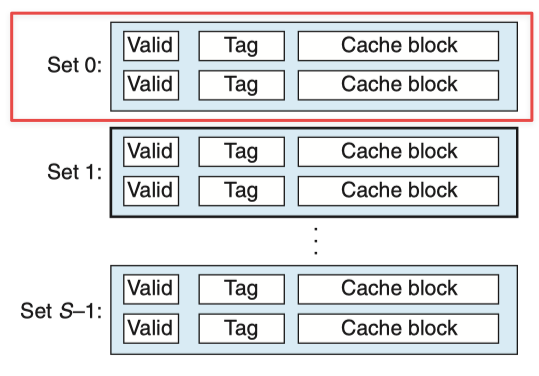 Valid Tag Cache block
Set 0:
Valid Tag Cache block
Valid Tag Cache block
Set 1:
Valid Tag Cache block
Valid Tag Cache block
Set S–1:
Valid Tag Cache block